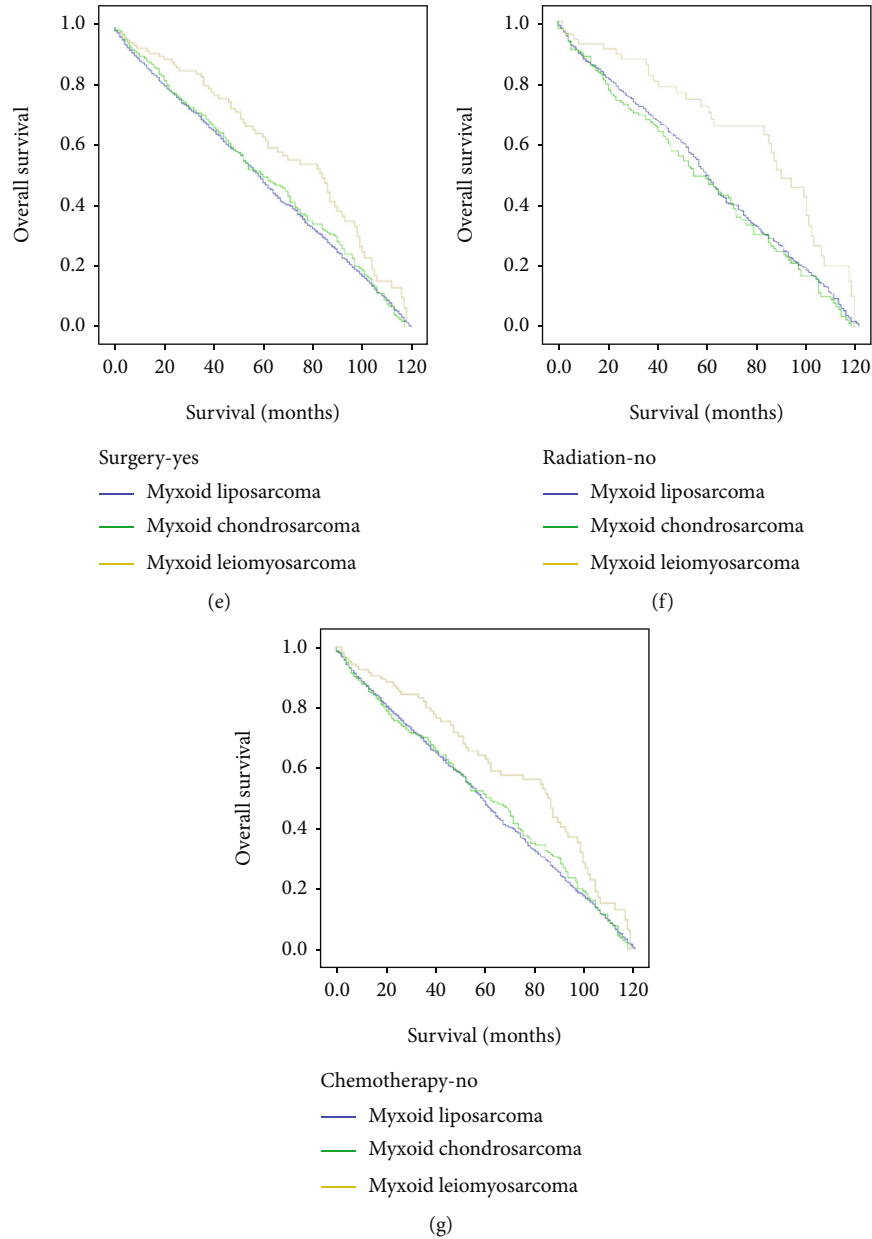 1.0
0.8
0.6
0.4
0.2
0.0
Overall survival
0.0 20 40 60 80 100 120
Survival (months)
Surgery-yes
Myxoid liposarcoma
Myxoid chondrosarcoma
Myxoid leiomyosarcoma
(e)
1.0
0.8
0.6
0.4
0.2
0.0
Overall survival
0.0 20 40 60 80 100 120
Survival (months)
Radiation-no
Myxoid liposarcoma
Myxoid chondrosarcoma
Myxoid leiomyosarcoma
(f)
1.0
0.8
0.6
0.4
0.2
0.0
Overall survival
0.0 20 40 60 80 100 120
Survival (months)
Chemotherapy-no
Myxoid liposarcoma
Myxoid chondrosarcoma
Myxoid leiomyosarcoma
(g)